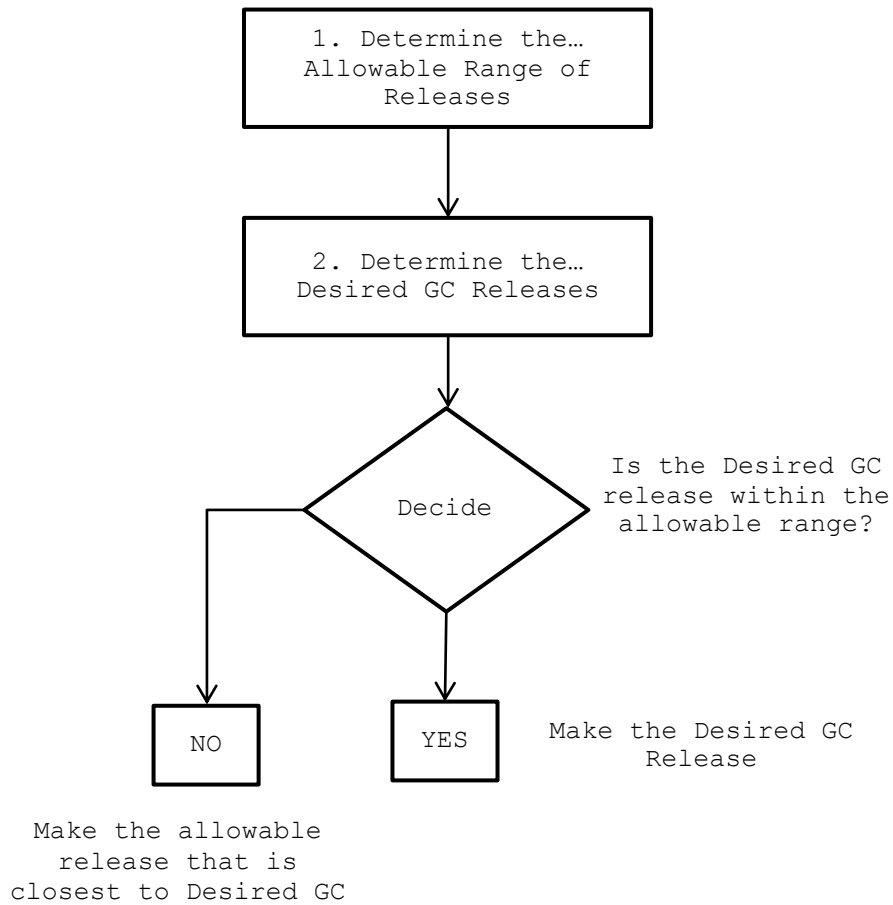 1. Determine the…
Allowable Range of
Releases
2. Determine the…
Desired GC Releases
Decide
Is the Desired GC
release within the
allowable range?
NO
YES
Make the Desired GC
Release
Make the allowable
release that is
closest to Desired GC